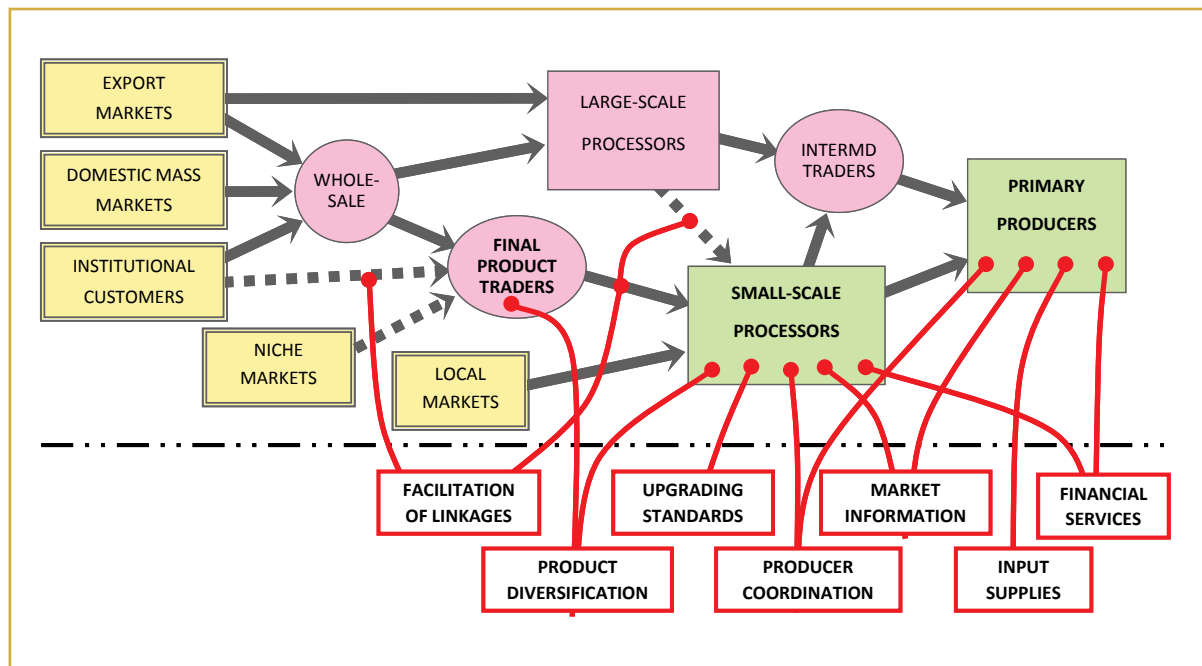 EXPORT
MARKETS
LARGE-SCALE
PROCESSORS
INTERMD
TRADERS
DOMESTIC MASS
MARKETS
WHOLE-
SALE
PRIMARY
PRODUCERS
INSTITUTIONAL
CUSTOMERS
FINAL
PRODUCT
TRADERS
SMALL-SCALE
PROCESSORS
NICHE
MARKETS
LOCAL
MARKETS
FACILITATION
OF LINKAGES
UPGRADING
STANDARDS
MARKET
INFORMATION
FINANCIAL
SERVICES
PRODUCT
DIVERSIFICATION
PRODUCER
COORDINATION
INPUT
SUPPLIES